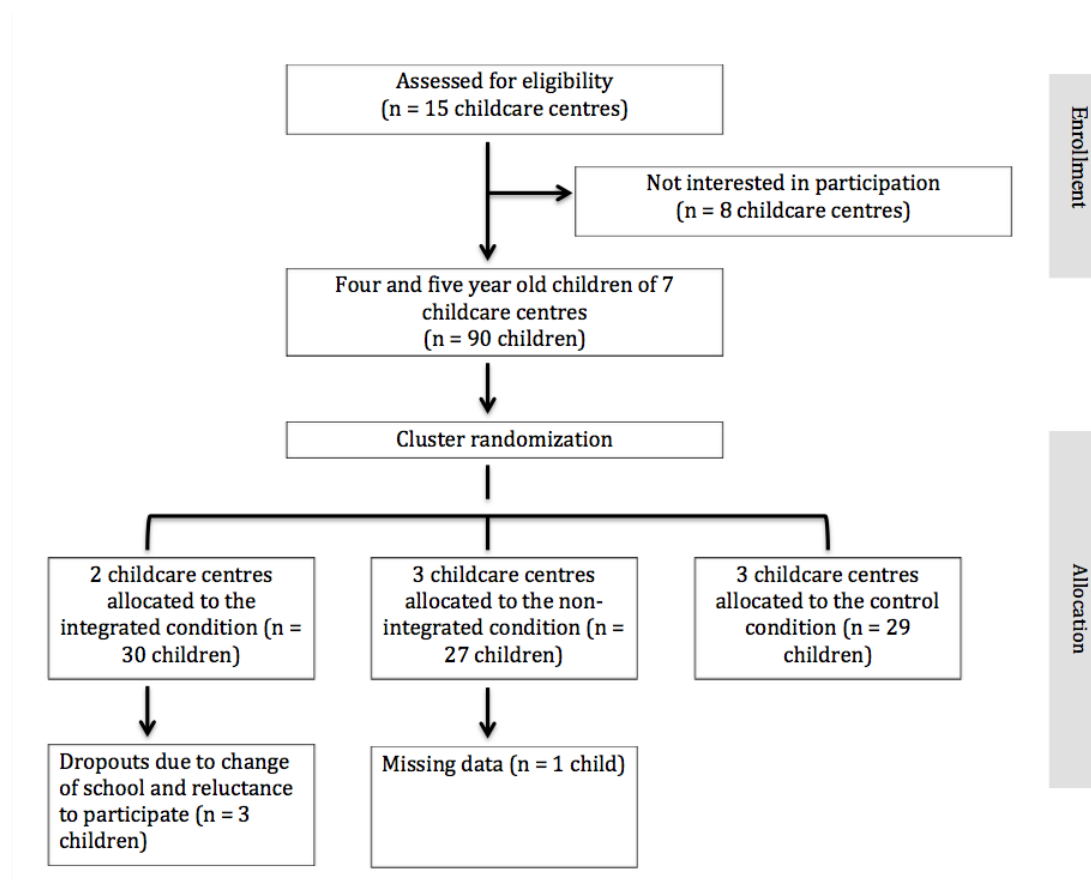 Assessed for eligibility
(n = 15 childcare centres)
Enrollment
Not interested in participation
(n = 8 childcare centres)
Four and five year old children of 7
childcare centres
(n = 90 children)
Cluster randomization
2 childcare centres
allocated to the
integrated condition (n =
30 children)
3 childcare centres
allocated to the non-
integrated condition (n =
27 children)
3 childcare centres
allocated to the control
condition (n = 29
children)
Allocation
Dropouts due to change
of school and reluctance
to participate (n = 3
children)
Missing data (n = 1 child)